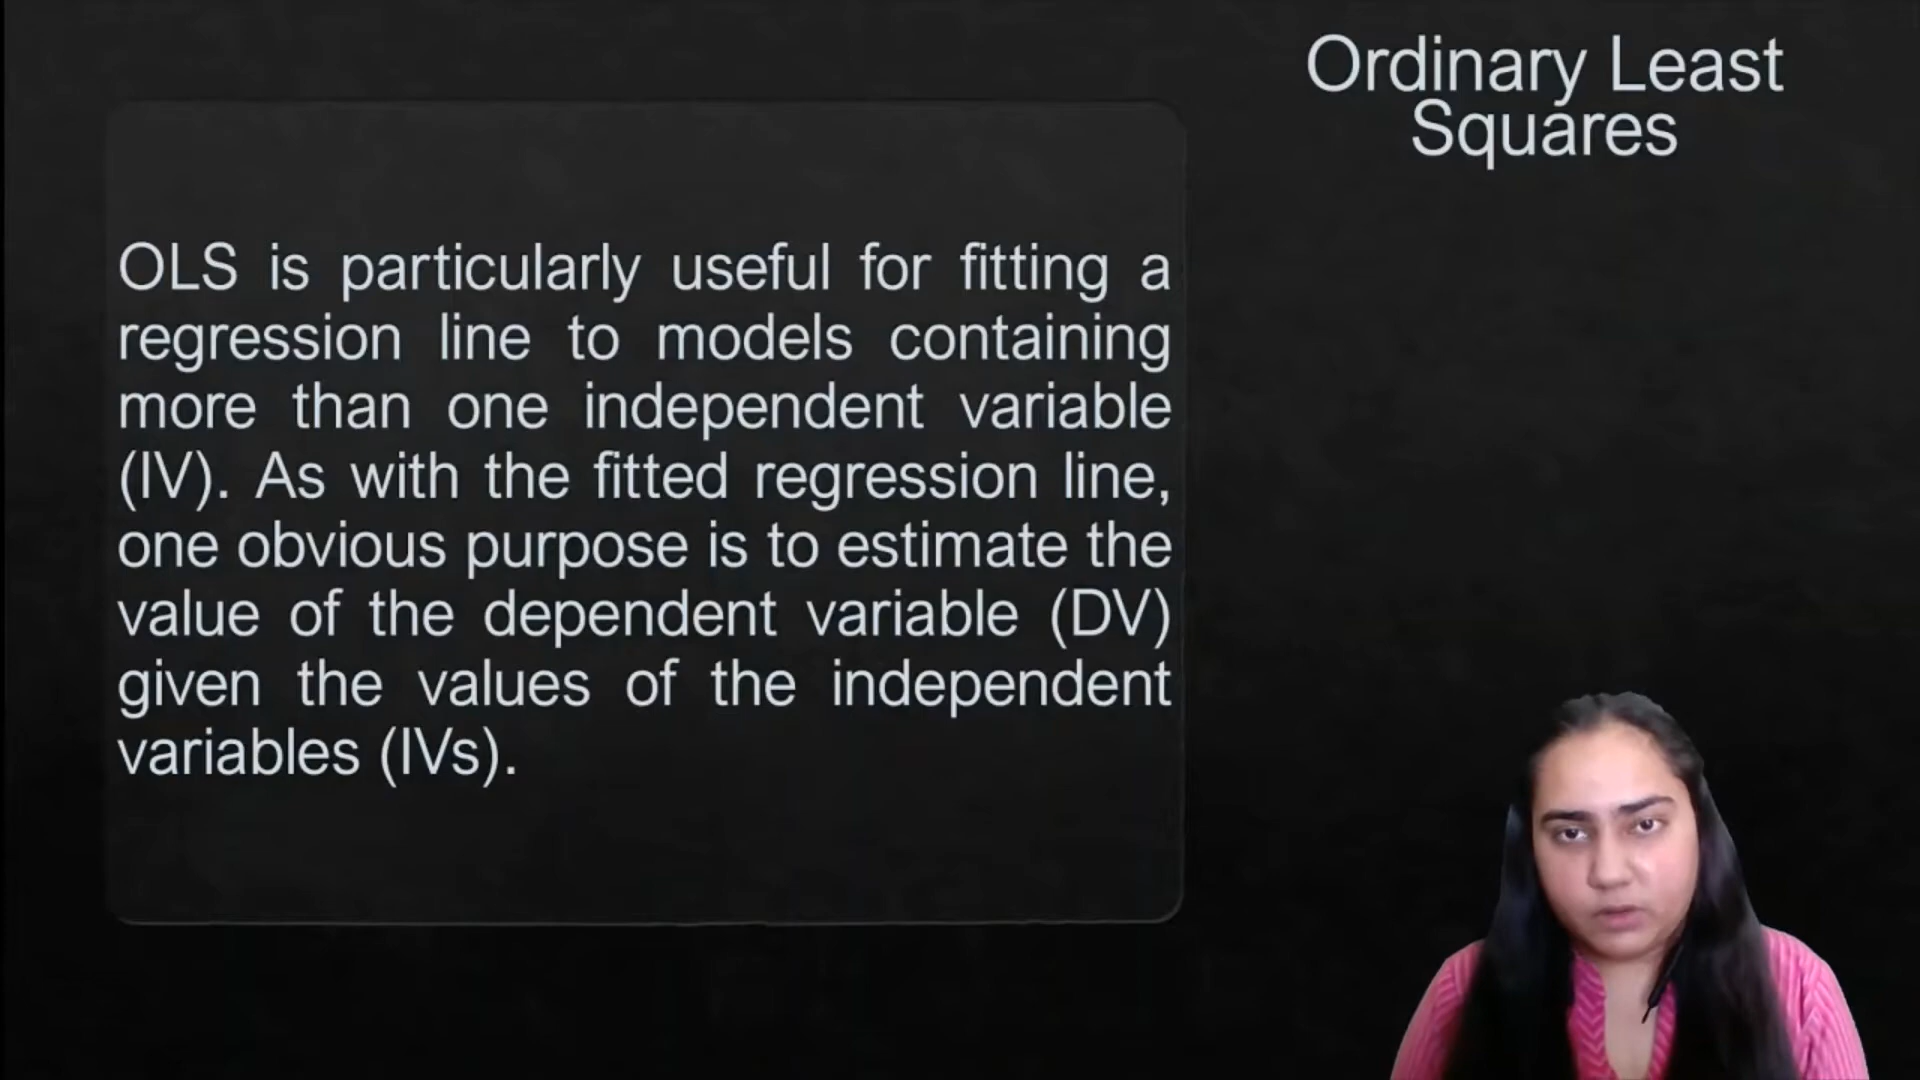 Ordinary Least
Squares
OLS is particularly useful for fitting a
regression line to models containing
more than one independent variable
(IV). As with the fitted regression line,
one obvious purpose is to estimate the
value of the dependent variable (DV)
given the values of the independent
variables (IVs).